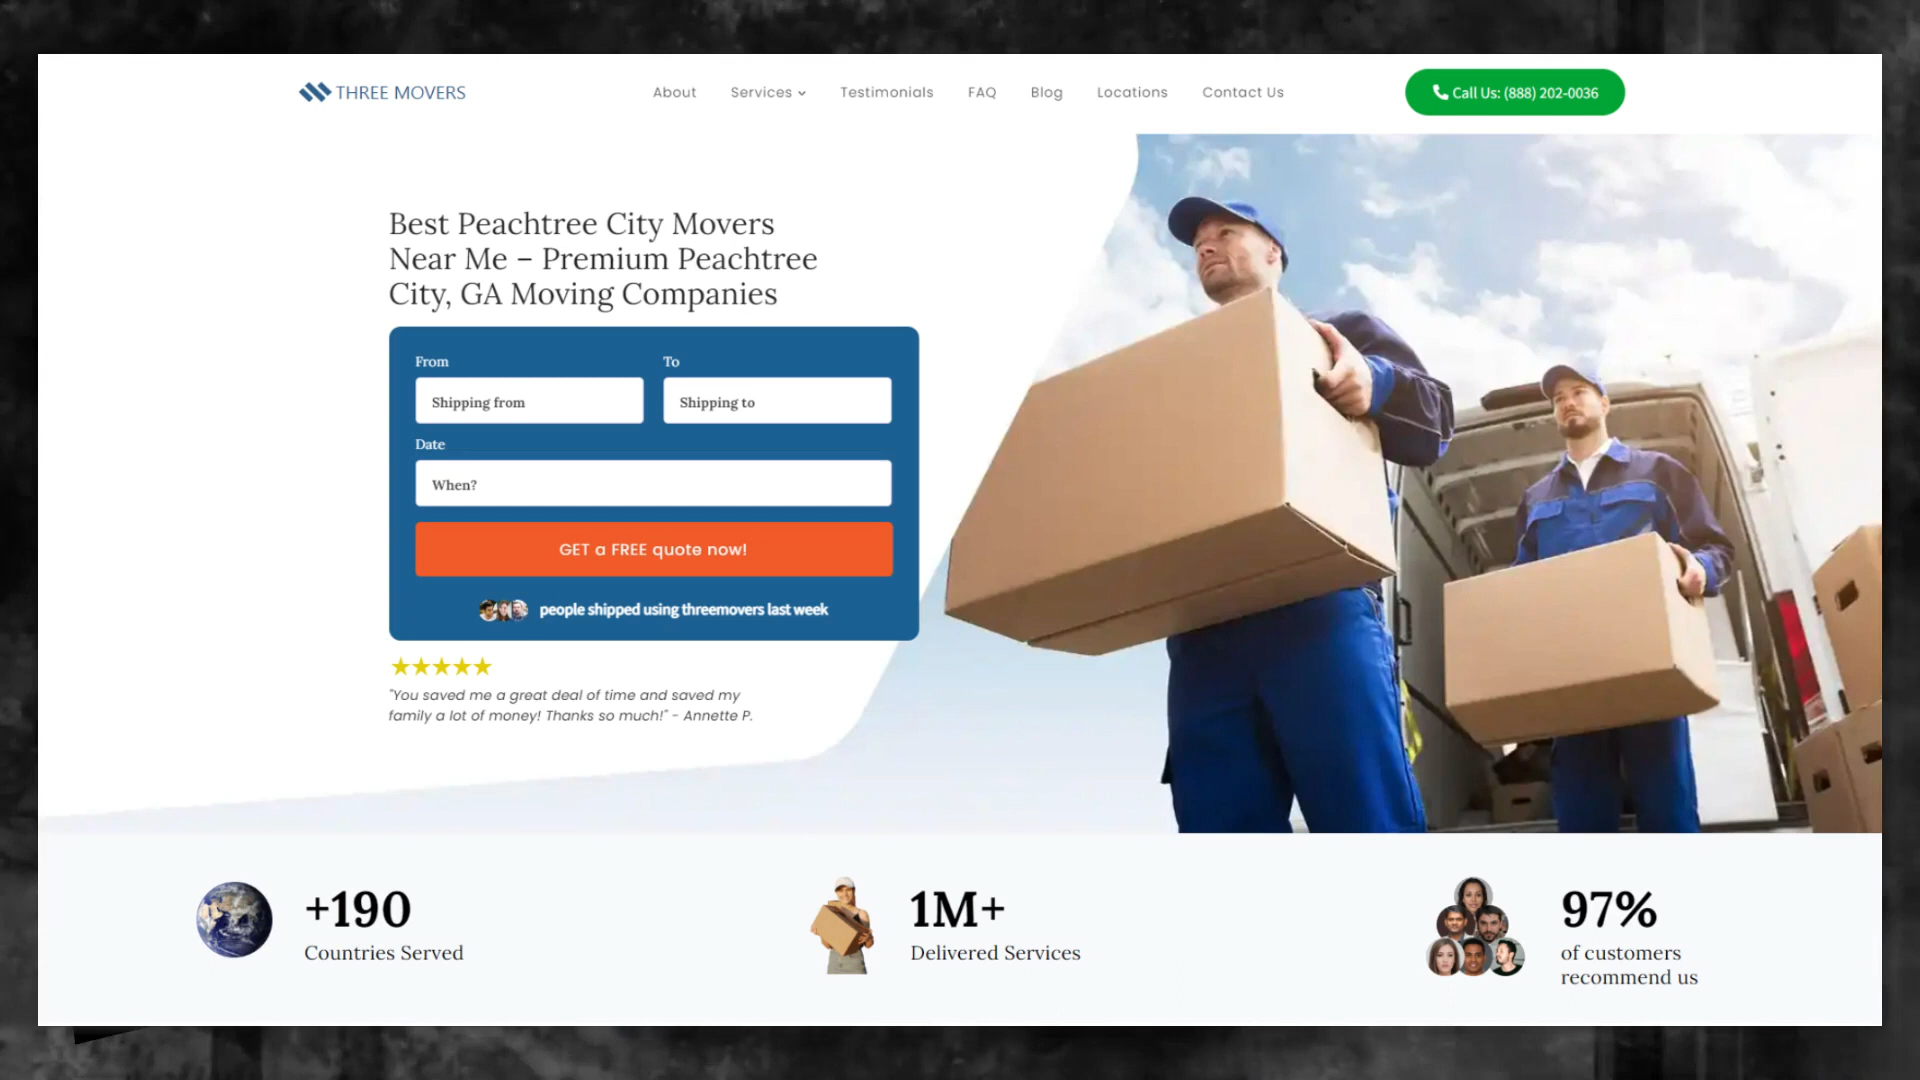 THREE MOVERS
About
Services
Testimonials
FAQ
Blog
Locations
Contact Us
Call Us: (888) 202-0036
Best Peachtree City Movers
Near Me – Premium Peachtree
City, GA Moving Companies
From
To
Shipping from
Shipping to
Date
When?
GET a FREE quote now!
people shipped using threemovers last week
★★★★★
"You saved me a great deal of time and saved my
family a lot of money! Thanks so much!" - Annette P.
+190
Countries Served
1M+
Delivered Services
97%
of customers
recommend us